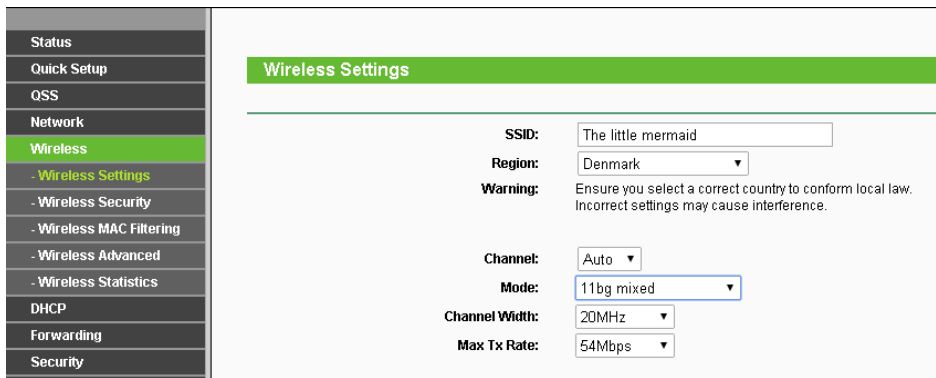 Status
Quick Setup
QSS
Network
Wireless
- Wireless Settings
- Wireless Security
- Wireless MAC Filtering
- Wireless Advanced
- Wireless Statistics
DHCP
Forwarding
Security
Wireless Settings
SSID: The little mermaid
Region: Denmark
Warning: Ensure you select a correct country to conform local law.
Incorrect settings may cause interference.
Channel: Auto
Mode: 11bg mixed
Channel Width: 20MHz
Max Tx Rate: 54Mbps